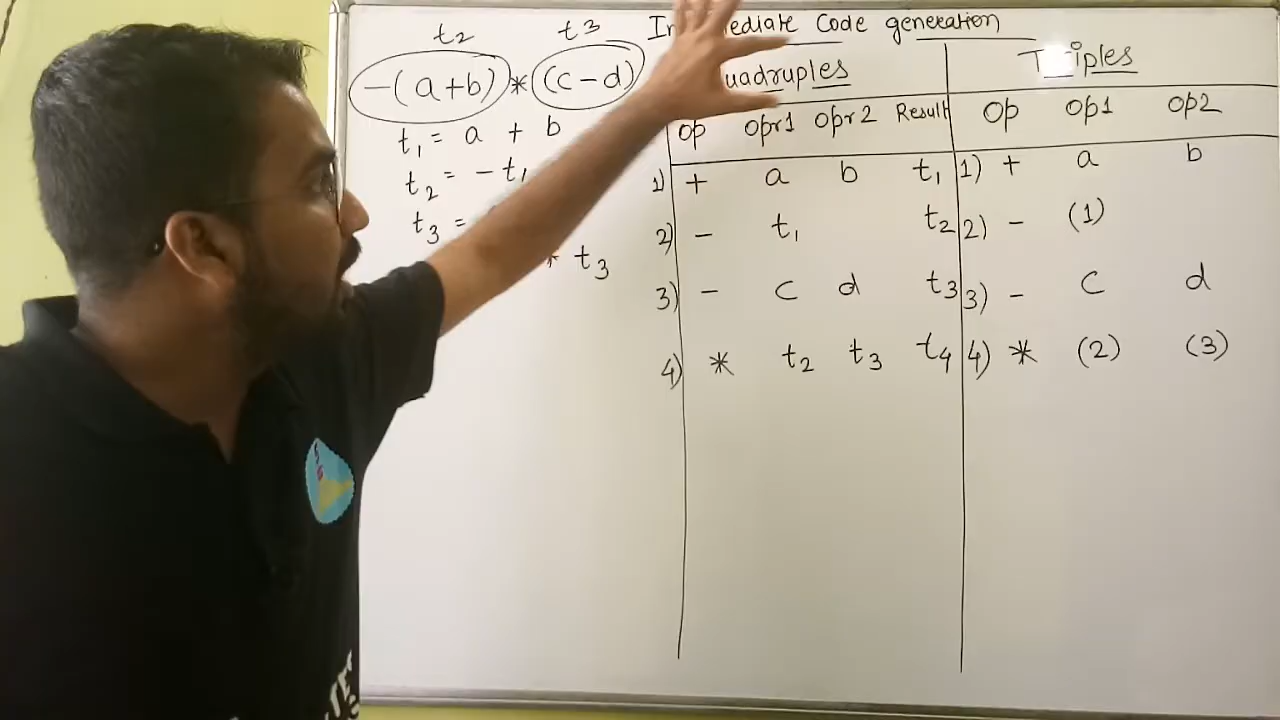 t2 t3
-(a+b) * (c-d)
t1 = a + b
t2 = - t1
t3 =
* t3
Code generation
Quadruples
op opr1 opr2 Result
1) + a b t1
2) - t1 t2
3) - c d t3
4) * t2 t3 t4
Triples
Op Op1 Op2
1) + a b
2) - (1)
3) - c d
4) * (2) (3)